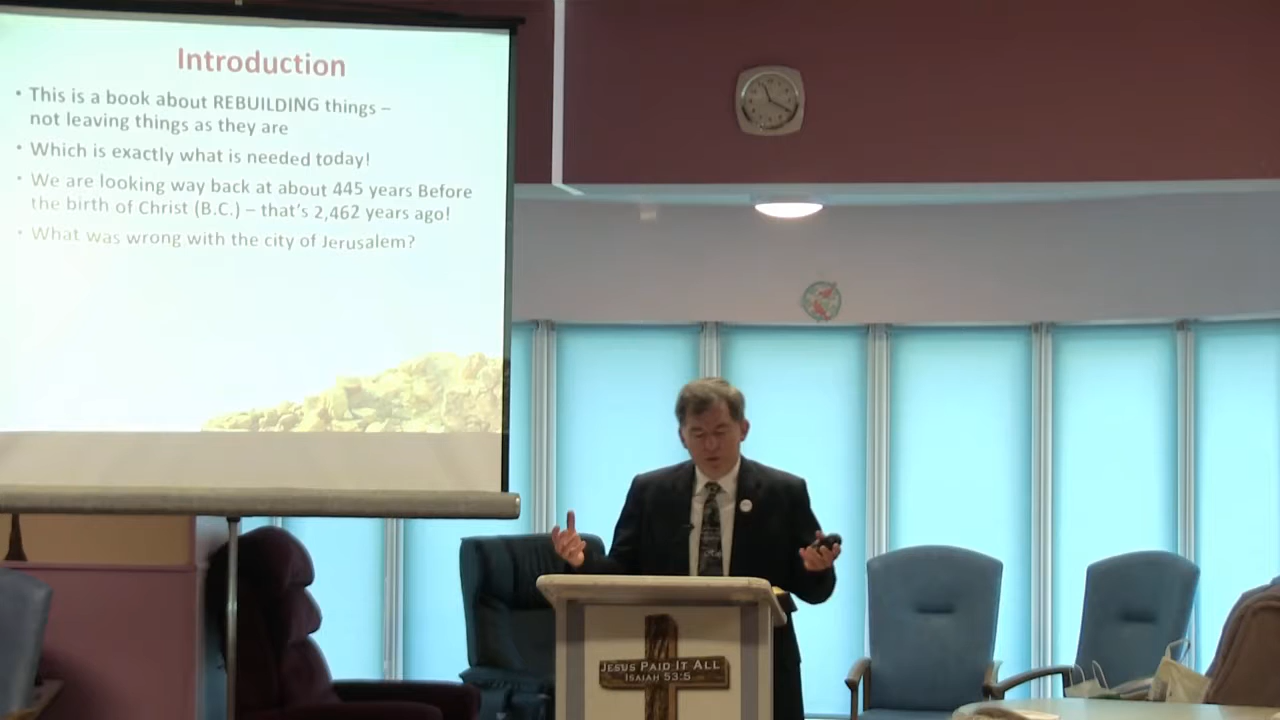 Introduction
• This is a book about REBUILDING things –
not leaving things as they are
• Which is exactly what is needed today!
• We are looking way back at about 445 years Before
the birth of Christ (B.C.) – that's 2,462 years ago!
• What was wrong with the city of Jerusalem?
JESUS PAID IT ALL
ISAIAH 53:5